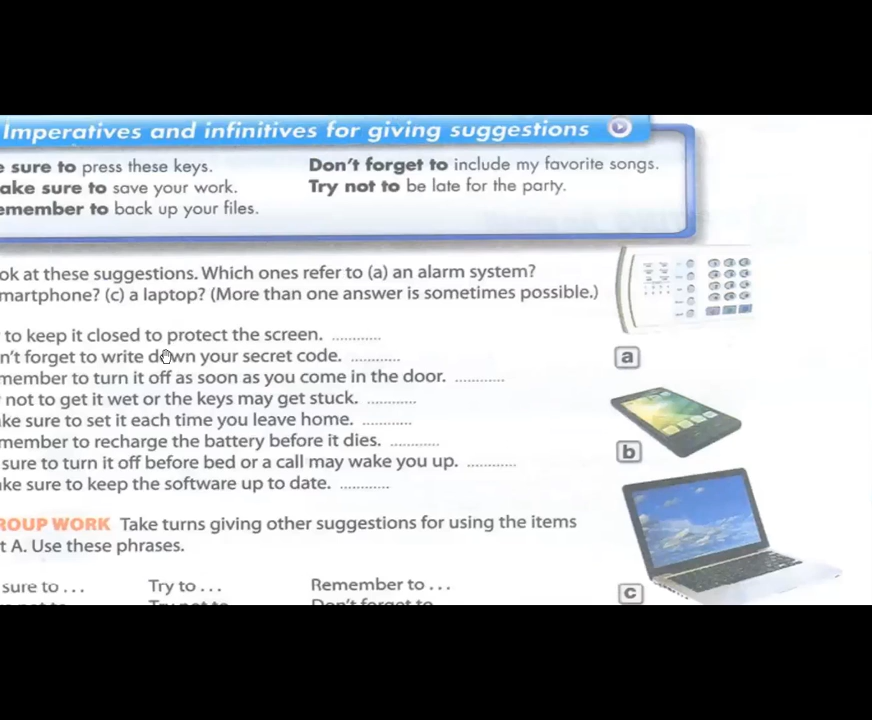 Imperatives and infinitives for giving suggestions
e sure to press these keys.
ake sure to save your work.
emember to back up your files.
Don't forget to include my favorite songs.
Try not to be late for the party.
ok at these suggestions. Which ones refer to (a) an alarm system?
martphone? (c) a laptop? (More than one answer is sometimes possible.)
to keep it closed to protect the screen. ............
n't forget to write down your secret code. ............
member to turn it off as soon as you come in the door. ............
not to get it wet or the keys may get stuck. ............
ke sure to set it each time you leave home. ............
member to recharge the battery before it dies. ............
sure to turn it off before bed or a call may wake you up. ............
ke sure to keep the software up to date. ............
a
b
c
ROUP WORK Take turns giving other suggestions for using the items
t A. Use these phrases.
sure to . . . Try to . . . Remember to . . .
Try not to Don't forget to